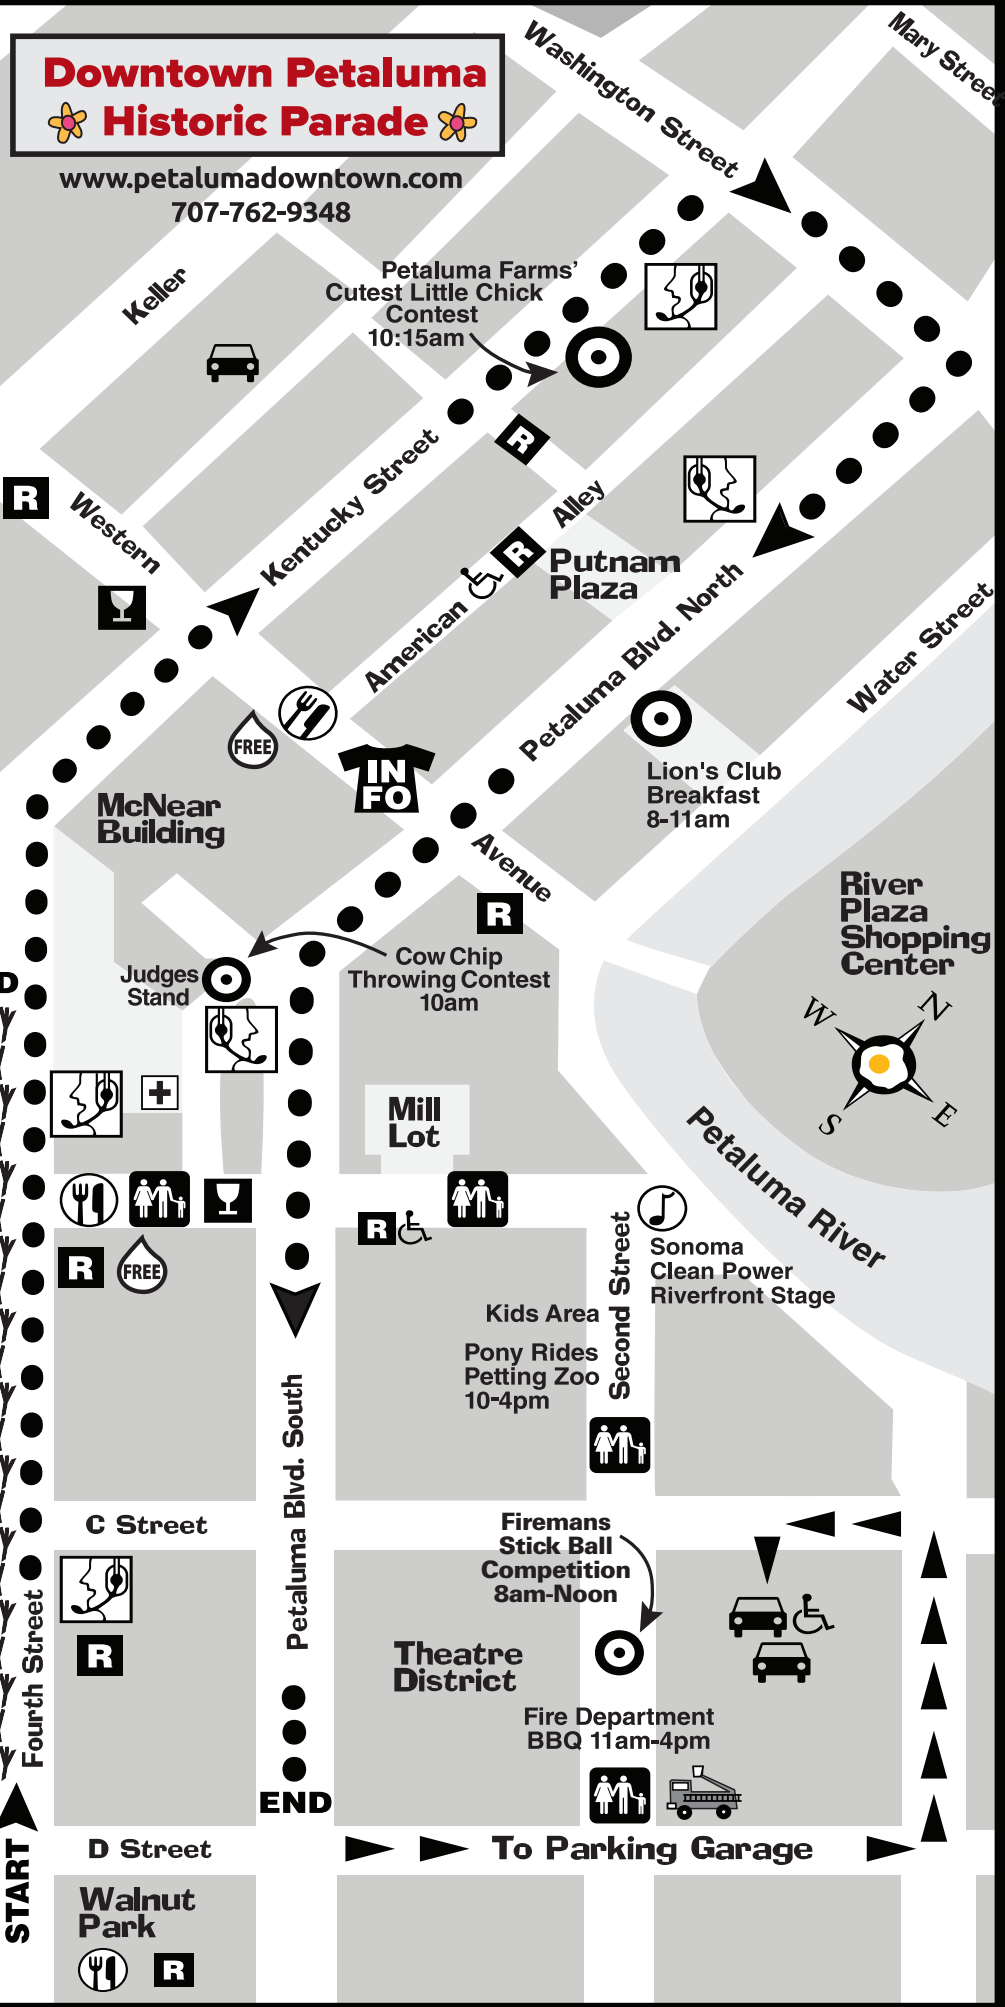 Downtown Petaluma
Historic Parade
www.petalumadowntown.com
707-762-9348
Washington Street
Mary Street
Keller
Petaluma Farms'
Cutest Little Chick
Contest
10:15am
R
R
Western
Kentucky Street
Alley
R
Putnam
Plaza
American
Petaluma Blvd. North
Water Street
FREE
IN
FO
Lion's Club
Breakfast
8-11am
McNear
Building
Avenue
R
River
Plaza
Shopping
Center
Cow Chip
Throwing Contest
10am
Judges
Stand
D
W
N
S
E
Mill
Lot
Petaluma River
R
R
FREE
Second Street
Sonoma
Clean Power
Riverfront Stage
Kids Area
Pony Rides
Petting Zoo
10-4pm
Petaluma Blvd. South
C Street
Firemans
Stick Ball
Competition
8am-Noon
Fourth Street
R
Theatre
District
Fire Department
BBQ 11am-4pm
END
START
D Street
To Parking Garage
Walnut
Park
R